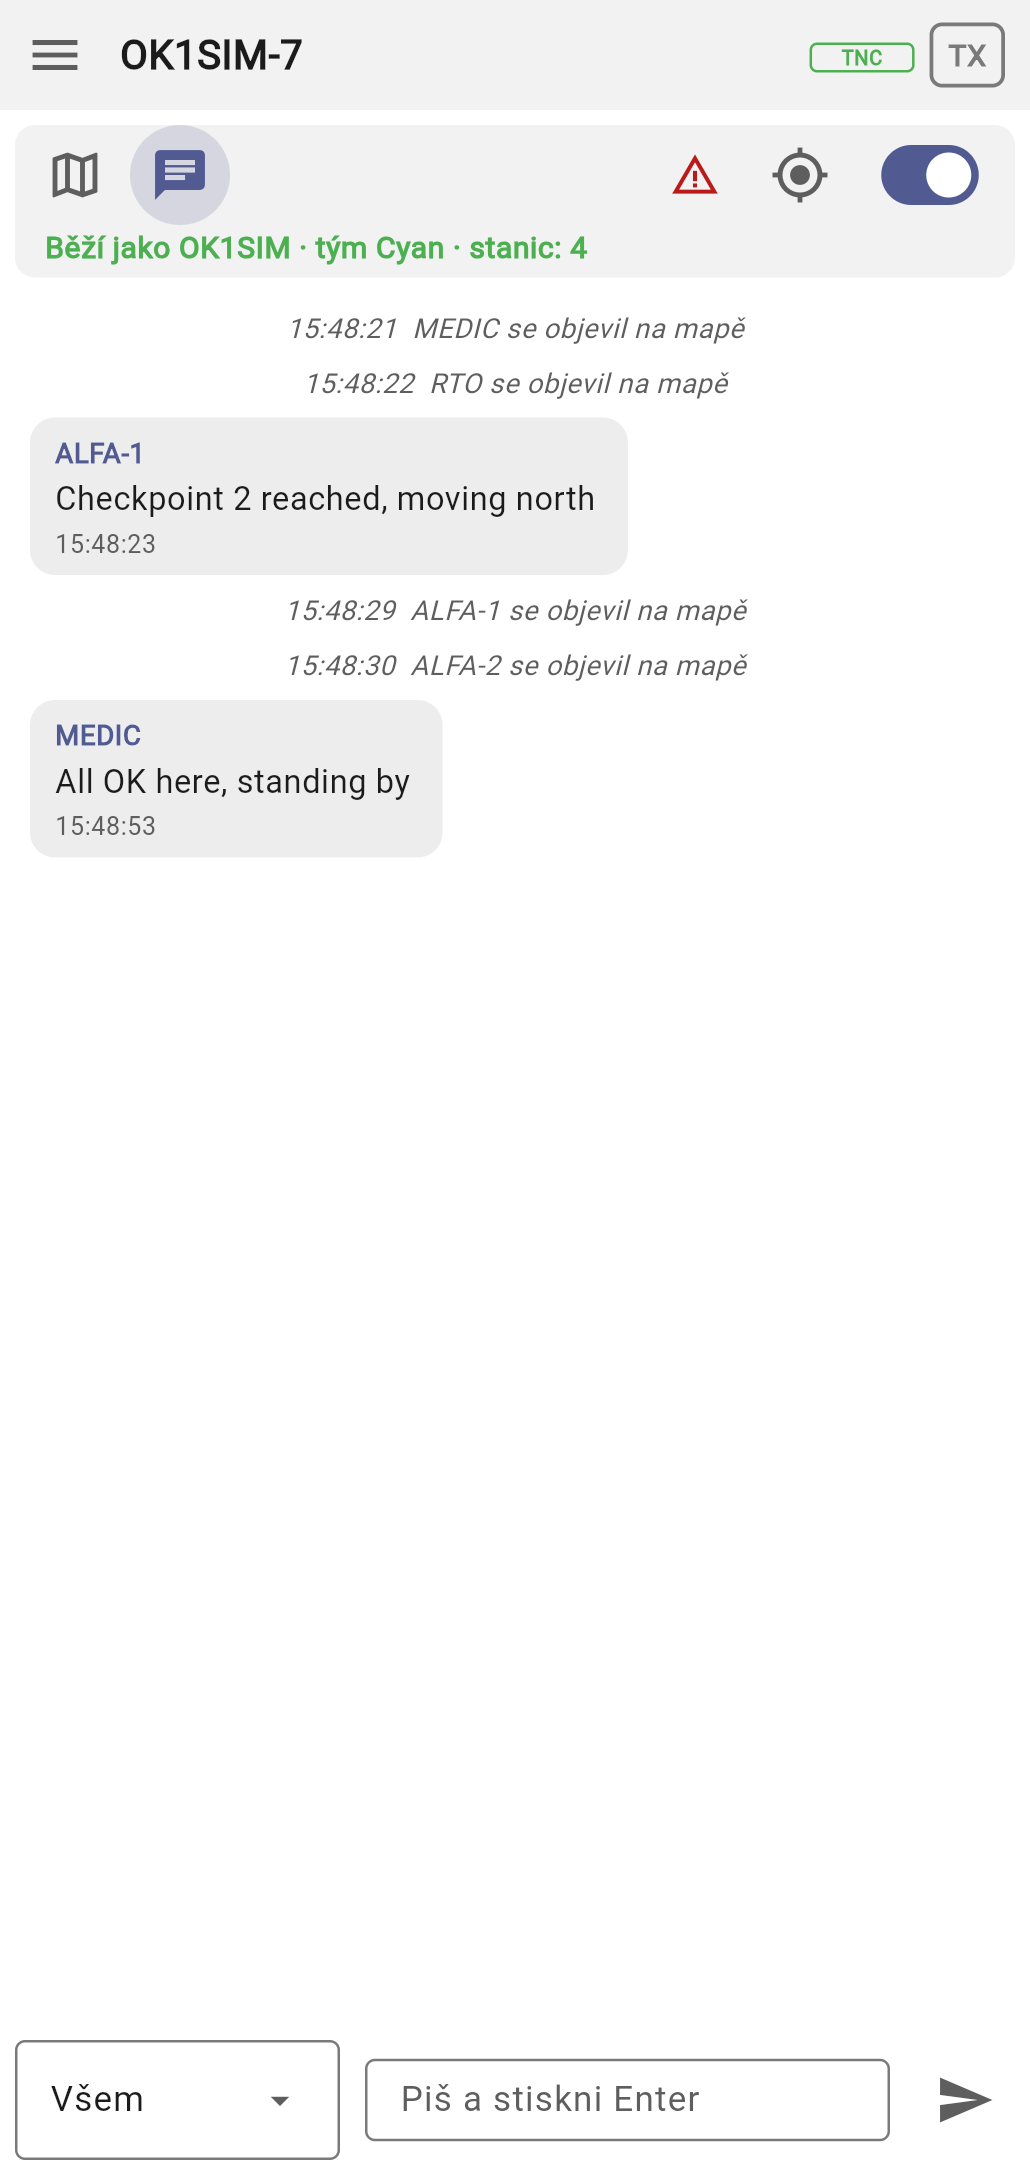 OK1SIM-7
TNC
TX
Běží jako OK1SIM · tým Cyan · stanic: 4
15:48:21 MEDIC se objevil na mapě
15:48:22 RTO se objevil na mapě
ALFA-1
Checkpoint 2 reached, moving north
15:48:23
15:48:29 ALFA-1 se objevil na mapě
15:48:30 ALFA-2 se objevil na mapě
MEDIC
All OK here, standing by
15:48:53
Všem
Piš a stiskni Enter